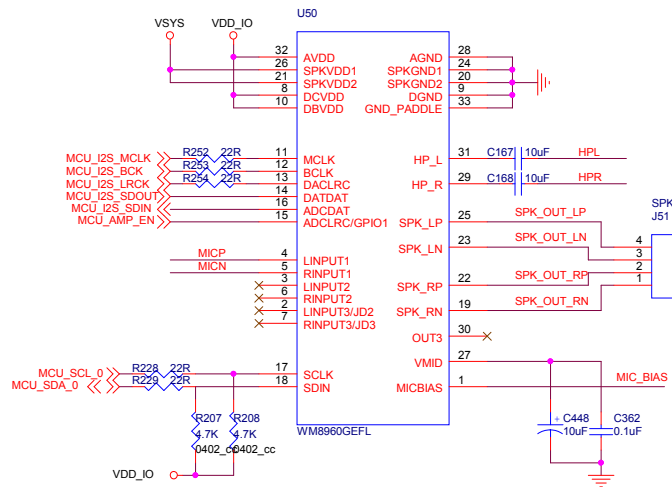 U50
VSYS VDD_IO
32 AVDD AGND 28
26 SPKVDD1 SPKGND1 24
21 SPKVDD2 SPKGND2 20
8 DCVDD DGND 9
10 DBVDD GND_PADDLE 33
MCU_I2S_MCLK R252 22R 11 MCLK HP_L 31 C167 10uF HPL
MCU_I2S_BCK R253 22R 12 BCLK
MCU_I2S_LRCK R254 22R 13 DACLRC HP_R 29 C168 10uF HPR
MCU_I2S_SDOUT 14 DATDAT
MCU_I2S_SDIN 16 ADCDAT
MCU_AMP_EN 15 ADCLRC/GPIO1 SPK_LP 25 SPK_OUT_LP
SPK
J51
SPK_LN 23 SPK_OUT_LN 4
MICP 4 LINPUT1 3
MICN 5 RINPUT1 2
3 LINPUT2 SPK_RP 22 SPK_OUT_RP 1
6 RINPUT2
2 LINPUT3/JD2 SPK_RN 19 SPK_OUT_RN
7 RINPUT3/JD3
OUT3 30
VMID 27
MCU_SCL_0 R228 22R 17 SCLK
MCU_SDA_0 R229 22R 18 SDIN MICBIAS 1 MIC_BIAS
R207 R208
4.7K 4.7K
0402_cc 0402_cc
WM8960GEFL
+ C448 C362
10uF 0.1uF
VDD_IO